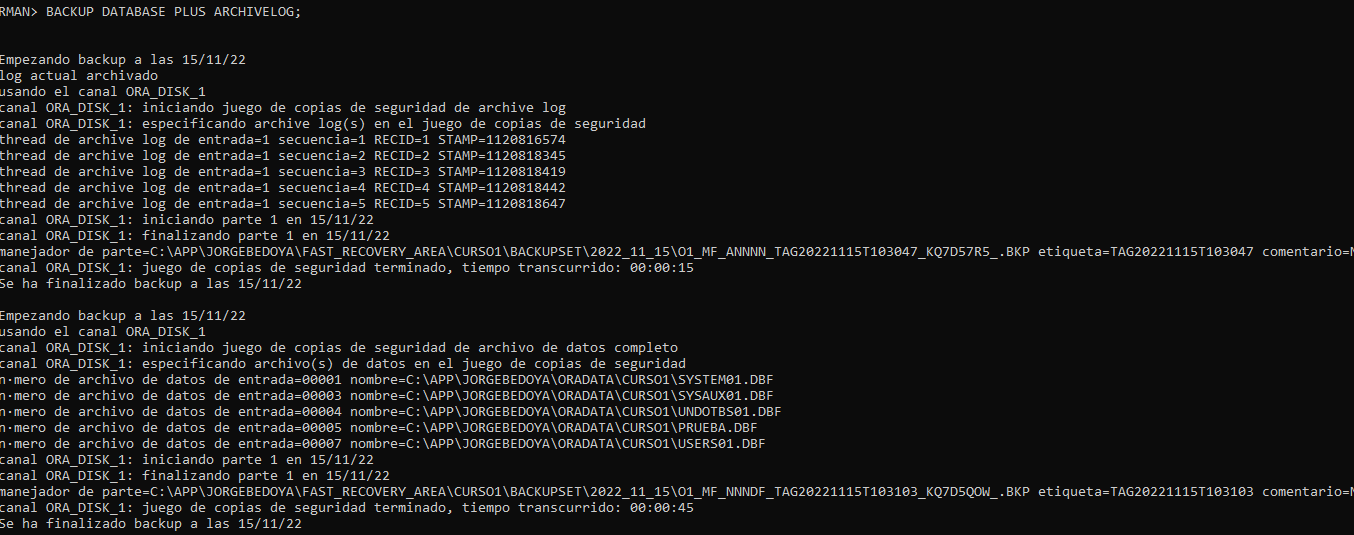 RMAN> BACKUP DATABASE PLUS ARCHIVELOG;
Empezando backup a las 15/11/22
log actual archivado
usando el canal ORA_DISK_1
canal ORA_DISK_1: iniciando juego de copias de seguridad de archive log
canal ORA_DISK_1: especificando archive log(s) en el juego de copias de seguridad
thread de archive log de entrada=1 secuencia=1 RECID=1 STAMP=1120816574
thread de archive log de entrada=1 secuencia=2 RECID=2 STAMP=1120818345
thread de archive log de entrada=1 secuencia=3 RECID=3 STAMP=1120818419
thread de archive log de entrada=1 secuencia=4 RECID=4 STAMP=1120818442
thread de archive log de entrada=1 secuencia=5 RECID=5 STAMP=1120818647
canal ORA_DISK_1: iniciando parte 1 en 15/11/22
canal ORA_DISK_1: finalizando parte 1 en 15/11/22
manejador de parte=C:\APP\JORGEBEDOYA\FAST_RECOVERY_AREA\CURSO1\BACKUPSET\2022_11_15\O1_MF_ANNNN_TAG20221115T103047_KQ7D57R5_.BKP etiqueta=TAG20221115T103047 comentario=N
canal ORA_DISK_1: juego de copias de seguridad terminado, tiempo transcurrido: 00:00:15
Se ha finalizado backup a las 15/11/22
Empezando backup a las 15/11/22
usando el canal ORA_DISK_1
canal ORA_DISK_1: iniciando juego de copias de seguridad de archivo de datos completo
canal ORA_DISK_1: especificando archivo(s) de datos en el juego de copias de seguridad
n·mero de archivo de datos de entrada=00001 nombre=C:\APP\JORGEBEDOYA\ORADATA\CURSO1\SYSTEM01.DBF
n·mero de archivo de datos de entrada=00003 nombre=C:\APP\JORGEBEDOYA\ORADATA\CURSO1\SYSAUX01.DBF
n·mero de archivo de datos de entrada=00004 nombre=C:\APP\JORGEBEDOYA\ORADATA\CURSO1\UNDOTBS01.DBF
n·mero de archivo de datos de entrada=00005 nombre=C:\APP\JORGEBEDOYA\ORADATA\CURSO1\PRUEBA.DBF
n·mero de archivo de datos de entrada=00007 nombre=C:\APP\JORGEBEDOYA\ORADATA\CURSO1\USERS01.DBF
canal ORA_DISK_1: iniciando parte 1 en 15/11/22
canal ORA_DISK_1: finalizando parte 1 en 15/11/22
manejador de parte=C:\APP\JORGEBEDOYA\FAST_RECOVERY_AREA\CURSO1\BACKUPSET\2022_11_15\O1_MF_NNNDF_TAG20221115T103103_KQ7D5QOW_.BKP etiqueta=TAG20221115T103103 comentario=N
canal ORA_DISK_1: juego de copias de seguridad terminado, tiempo transcurrido: 00:00:45
Se ha finalizado backup a las 15/11/22